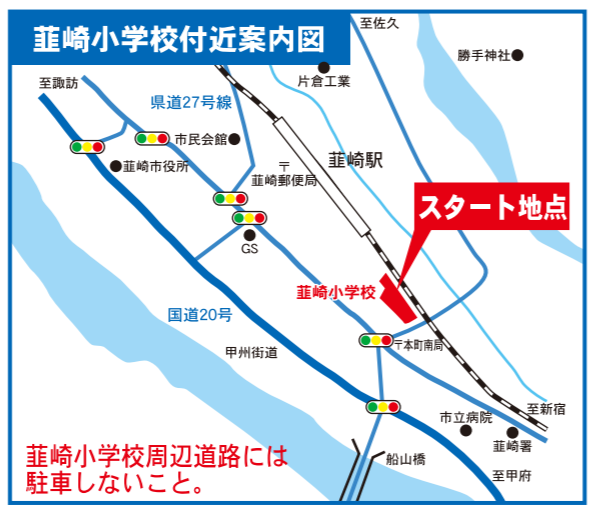 韮崎小学校付近案内図
至佐久
勝手神社
片倉工業
至諏訪
県道27号線
市民会館
韮崎市役所
〒
韮崎郵便局
韮崎駅
スタート地点
GS
韮崎小学校
国道20号
甲州街道
〒本町南局
至新宿
市立病院
韮崎署
船山橋
至甲府
韮崎小学校周辺道路には
駐車しないこと。